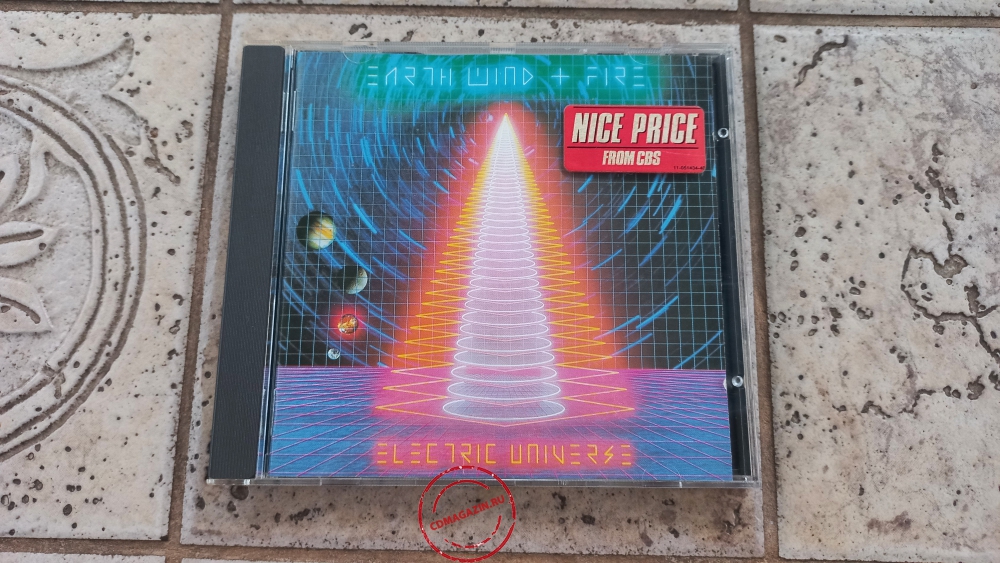 EARTH WIND + FIRE
NICE PRICE
FROM CBS
ELECTRIC UNIVERSE
CDMAGAZIN.RU